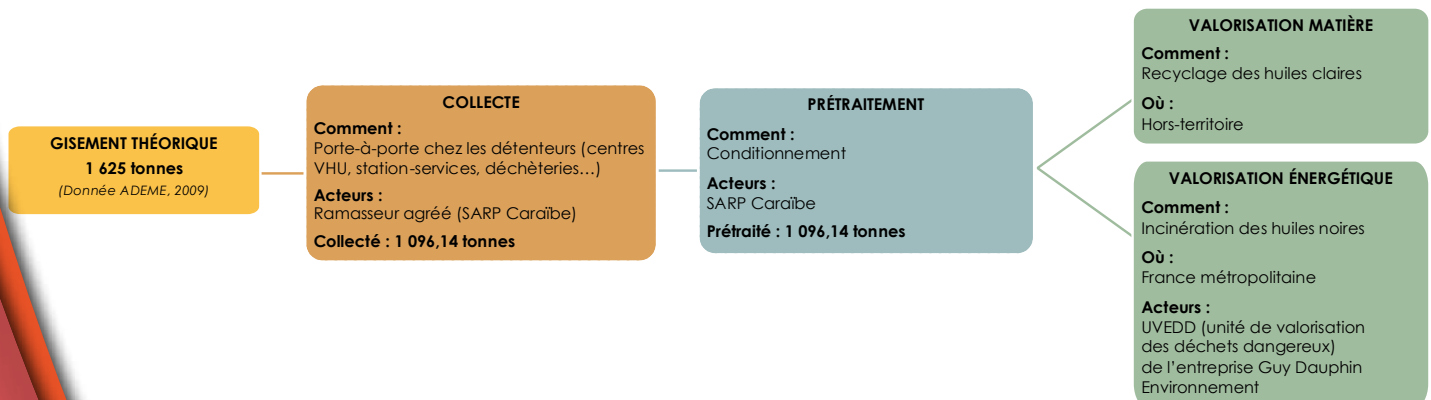 GISEMENT THÉORIQUE
1 625 tonnes
(Donnée ADEME, 2009)
COLLECTE
Comment :
Porte-à-porte chez les détenteurs (centres
VHU, station-services, déchèteries…)
Acteurs :
Ramasseur agréé (SARP Caraïbe)
Collecté : 1 096,14 tonnes
PRÉTRAITEMENT
Comment :
Conditionnement
Acteurs :
SARP Caraïbe
Prétraité : 1 096,14 tonnes
VALORISATION MATIÈRE
Comment :
Recyclage des huiles claires
Où :
Hors-territoire
VALORISATION ÉNERGÉTIQUE
Comment :
Incinération des huiles noires
Où :
France métropolitaine
Acteurs :
UVEDD (unité de valorisation
des déchets dangereux)
de l'entreprise Guy Dauphin
Environnement